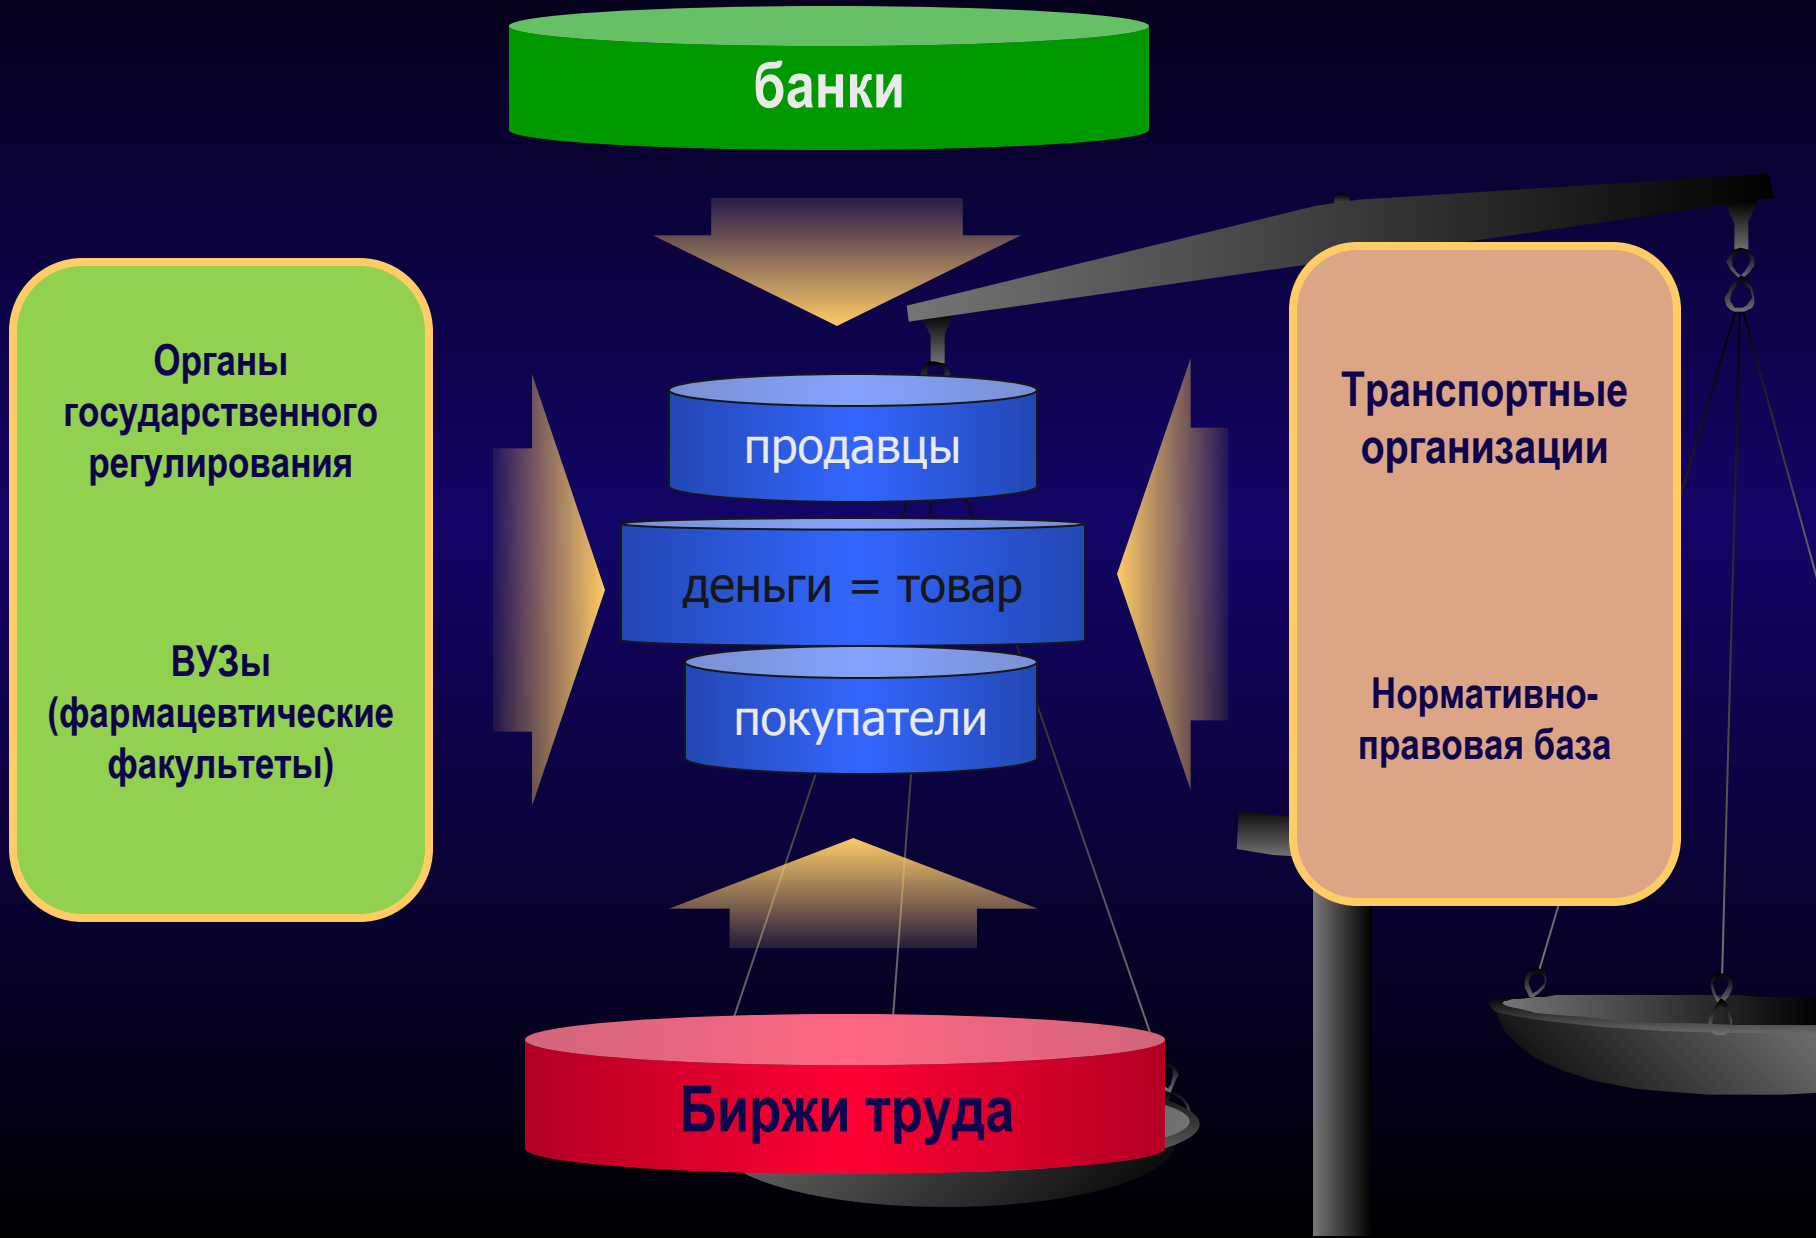 банки
Органы
государственного
регулирования
ВУЗы
(фармацевтические
факультеты)
продавцы
деньги = товар
покупатели
Транспортные
организации
Нормативно-
правовая база
Биржи труда